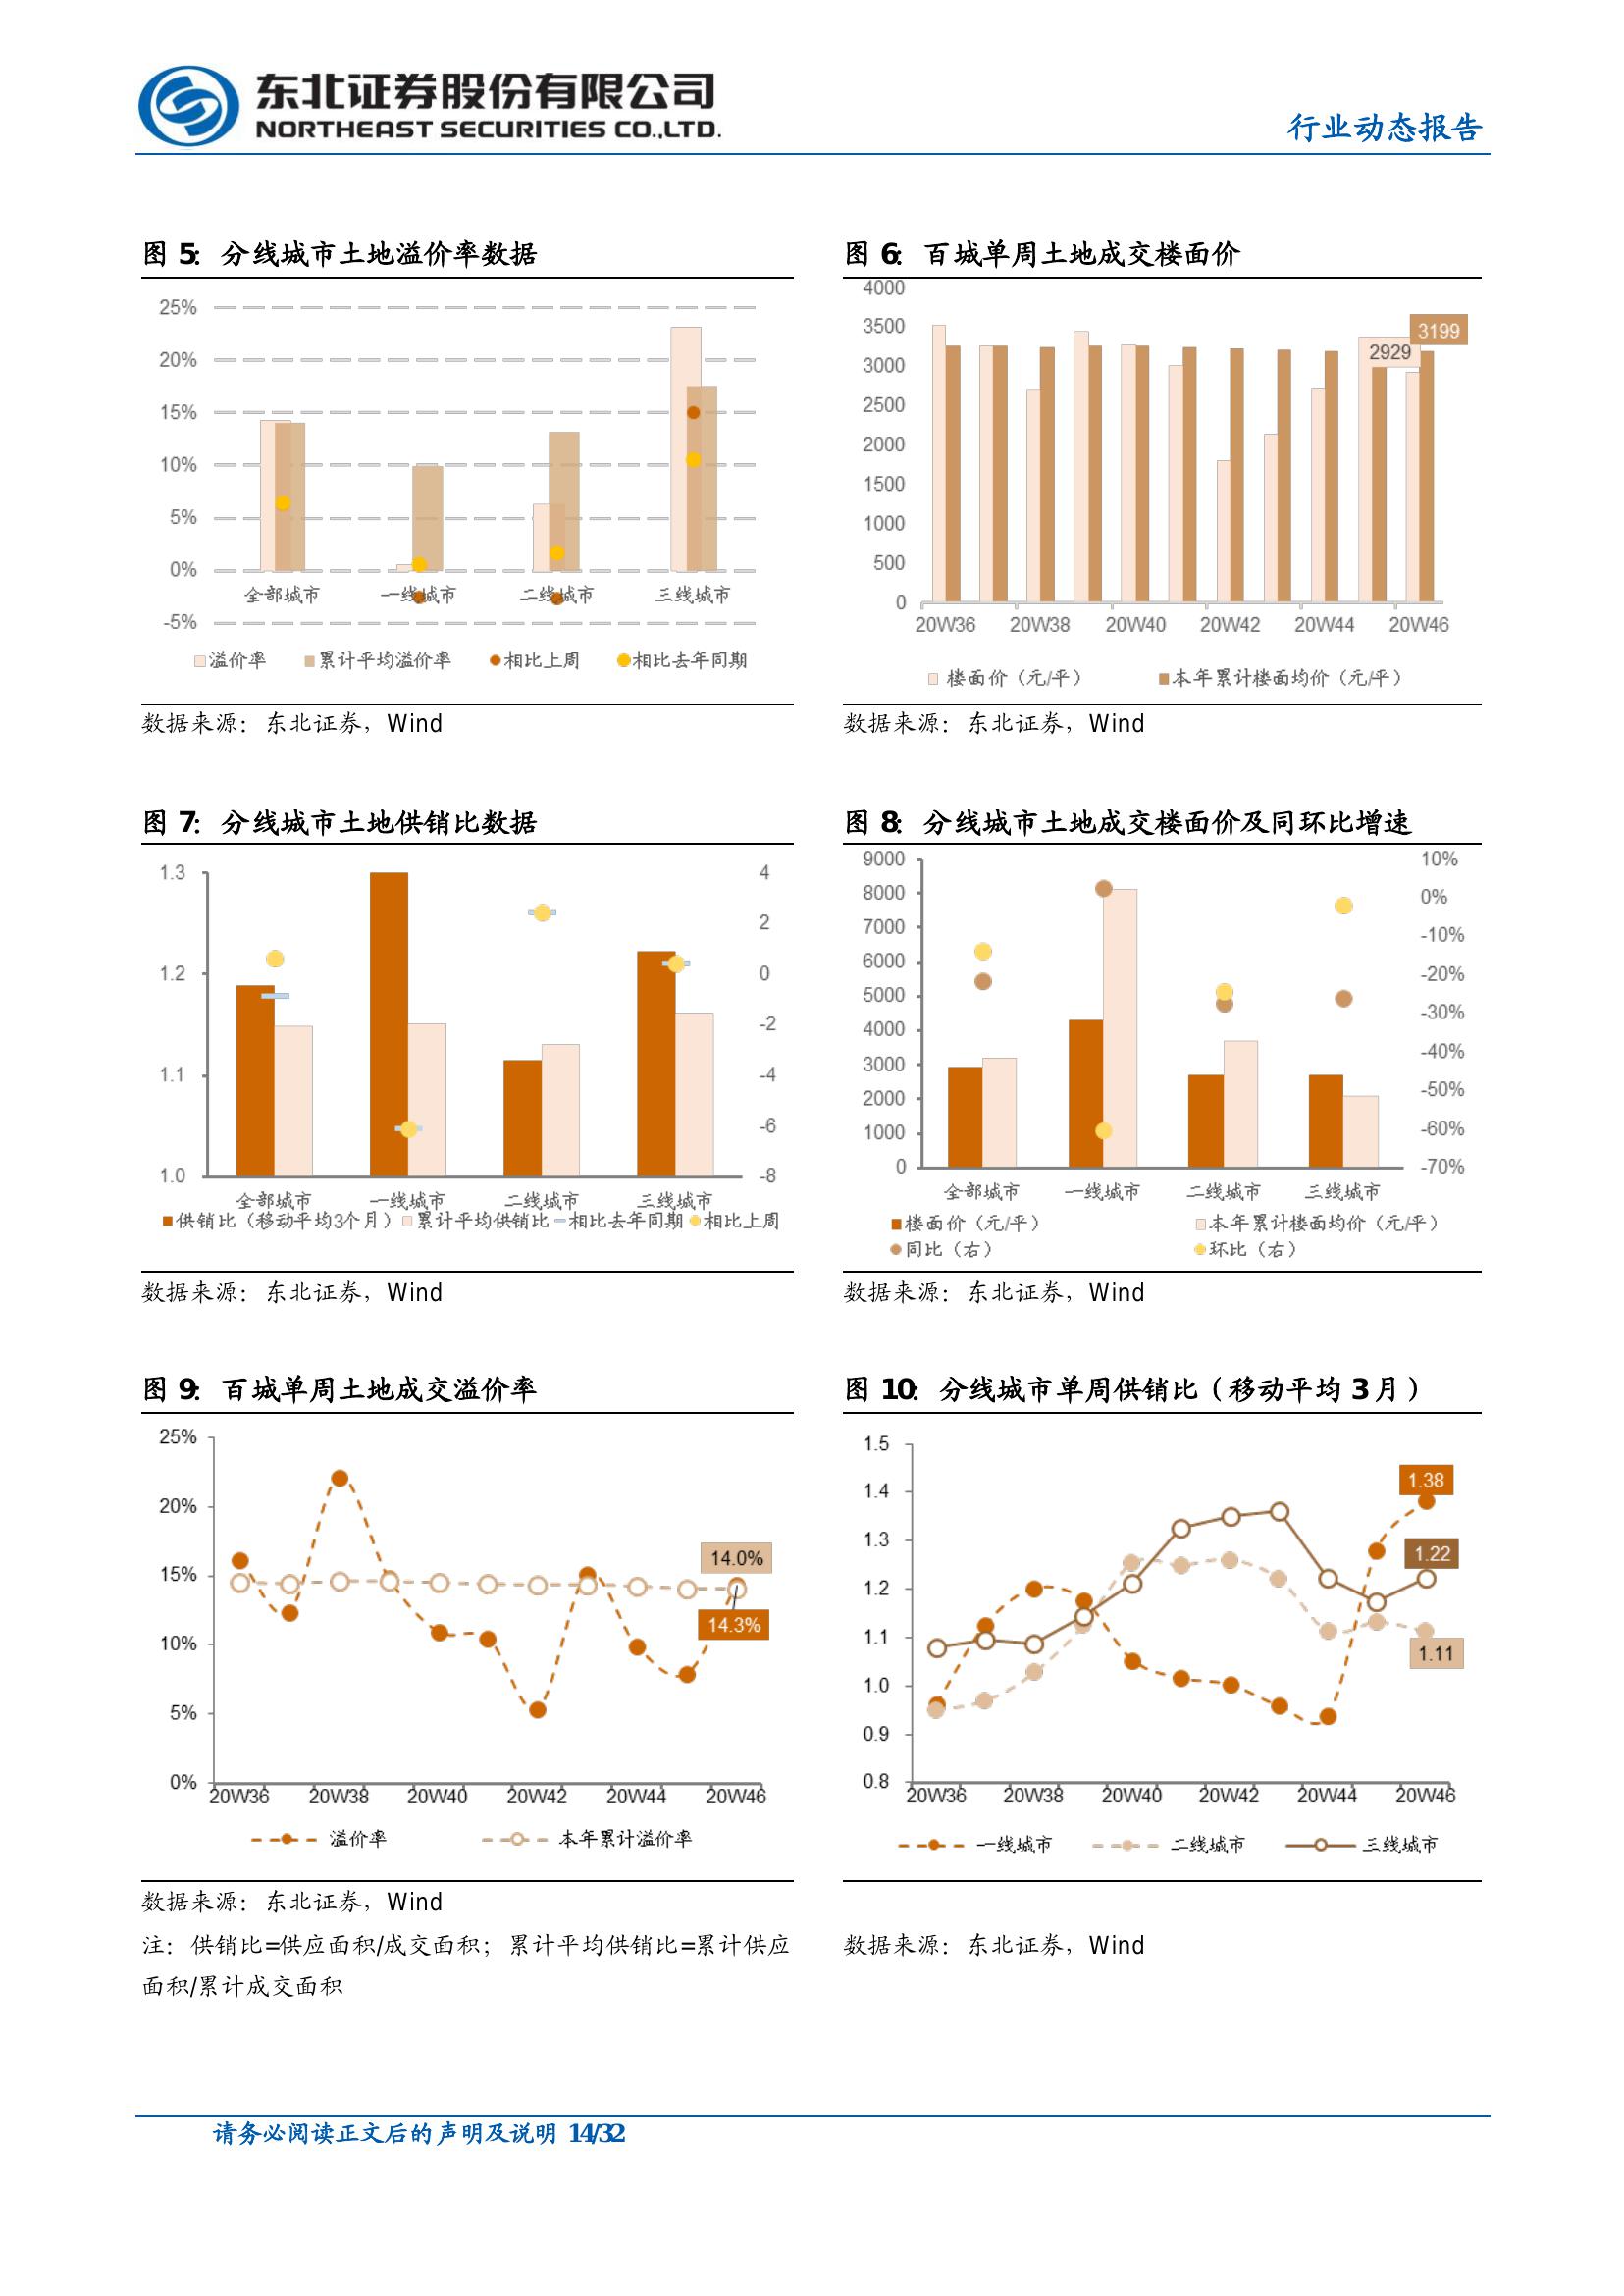 东北证券股份有限公司
NORTHEAST SECURITIES CO.,LTD.
行业动态报告
图 5: 分线城市土地溢价率数据
25%
20%
15%
10%
5%
0%
-5%
全部城市 一线城市 二线城市 三线城市
溢价率 累计平均溢价率 相比上周 相比去年同期
数据来源：东北证券，Wind
图 6: 百城单周土地成交楼面价
4000
3500
3000
2500
2000
1500
1000
500
0
3199
2929
20W36 20W38 20W40 20W42 20W44 20W46
楼面价（元/平） 本年累计楼面均价（元/平）
数据来源：东北证券，Wind
图 7: 分线城市土地供销比数据
1.3
1.2
1.1
1.0
4
2
0
-2
-4
-6
-8
全部城市 一线城市 二线城市 三线城市
供销比（移动平均3个月） 累计平均供销比 相比去年同期 相比上周
数据来源：东北证券，Wind
图 8: 分线城市土地成交楼面价及同环比增速
9000
8000
7000
6000
5000
4000
3000
2000
1000
0
10%
0%
-10%
-20%
-30%
-40%
-50%
-60%
-70%
全部城市 一线城市 二线城市 三线城市
楼面价（元/平） 本年累计楼面均价（元/平）
同比（右） 环比（右）
数据来源：东北证券，Wind
图 9: 百城单周土地成交溢价率
25%
20%
15%
10%
5%
0%
14.0%
14.3%
20W36 20W38 20W40 20W42 20W44 20W46
溢价率 本年累计溢价率
数据来源：东北证券，Wind
注：供销比=供应面积/成交面积；累计平均供销比=累计供应
面积/累计成交面积
图 10: 分线城市单周供销比（移动平均 3 月）
1.5
1.4
1.3
1.2
1.1
1.0
0.9
0.8
1.38
1.22
1.11
20W36 20W38 20W40 20W42 20W44 20W46
一线城市 二线城市 三线城市
数据来源：东北证券，Wind
请务必阅读正文后的声明及说明 14/32